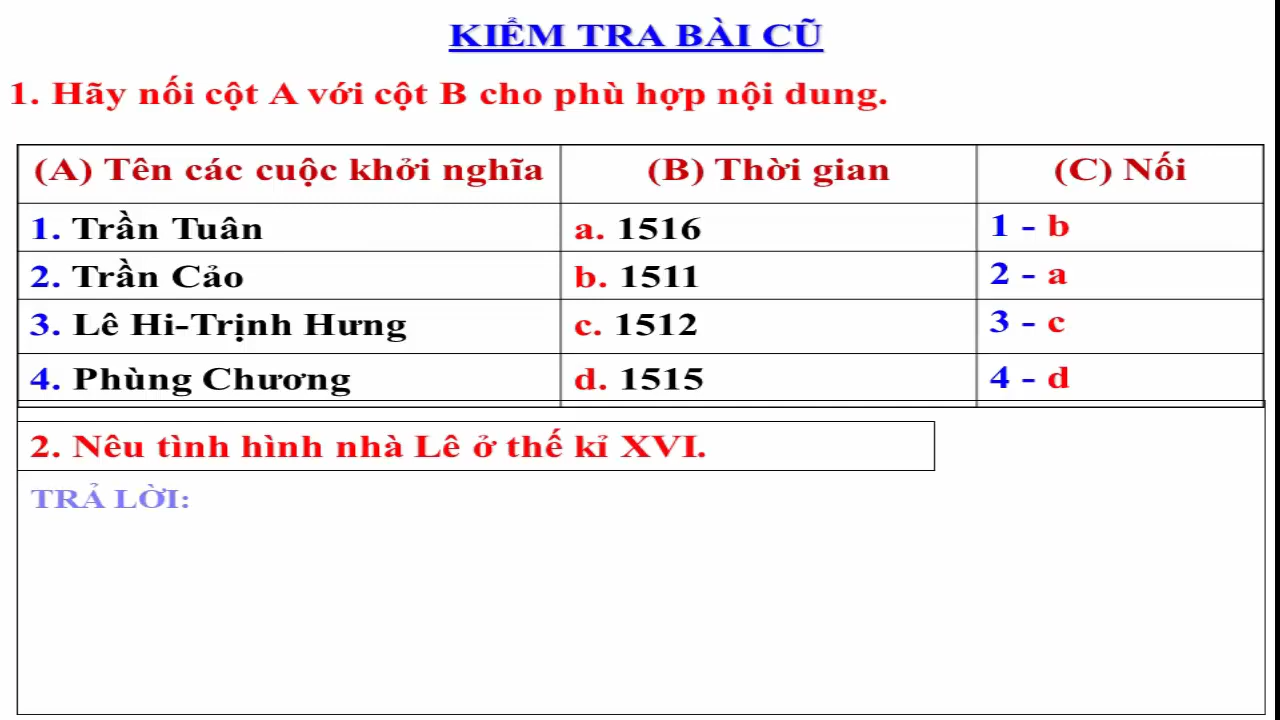 KIỂM TRA BÀI CŨ
1. Hãy nối cột A với cột B cho phù hợp nội dung.
(A) Tên các cuộc khởi nghĩa (B) Thời gian (C) Nối
1. Trần Tuân a. 1516 1 - b
2. Trần Cảo b. 1511 2 - a
3. Lê Hi-Trịnh Hưng c. 1512 3 - c
4. Phùng Chương d. 1515 4 - d
2. Nêu tình hình nhà Lê ở thế kỉ XVI.
TRẢ LỜI: